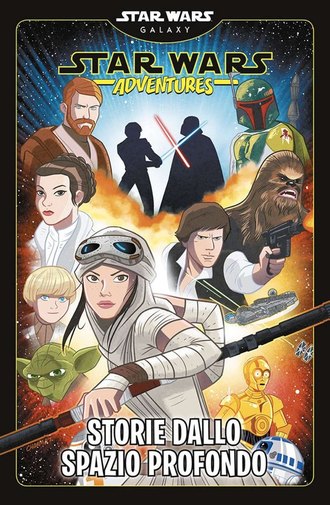 STAR WARS
GALAXY
STAR WARS
ADVENTURES
STORIE DALLO
SPAZIO PROFONDO